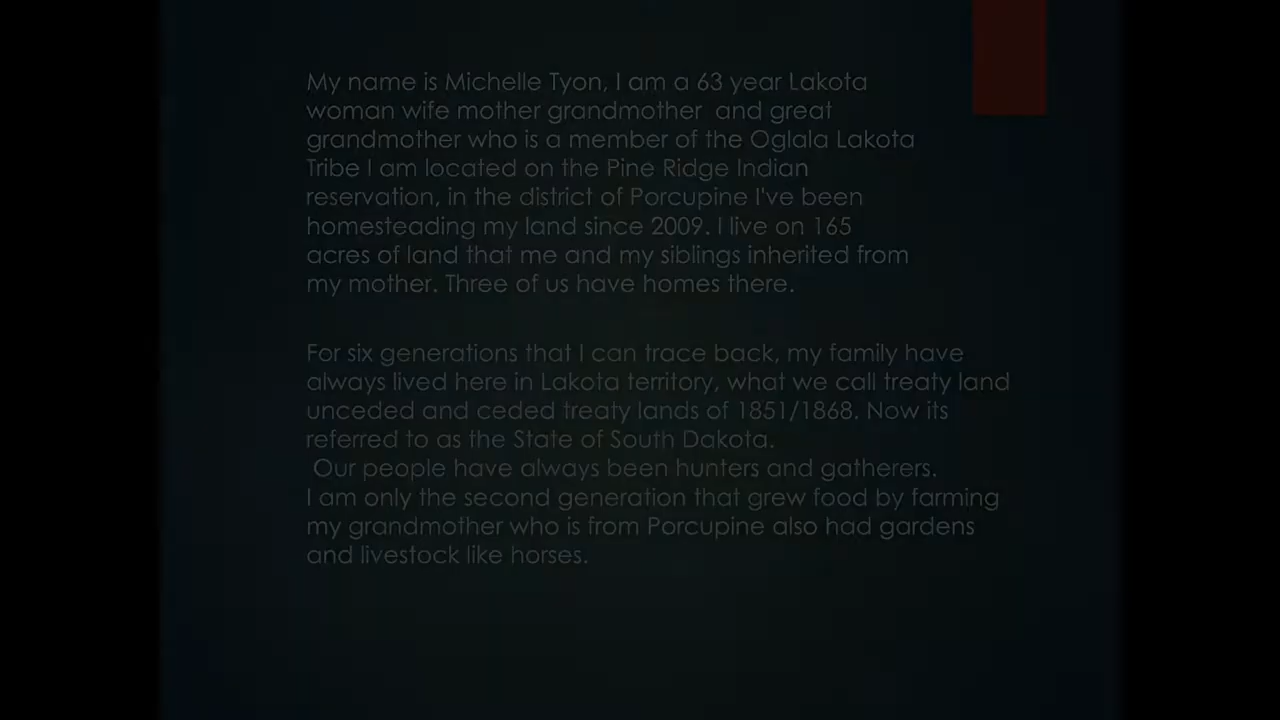 My name is Michelle Tyon, I am a 63 year Lakota
woman wife mother grandmother  and great
grandmother who is a member of the Oglala Lakota
Tribe I am located on the Pine Ridge Indian
reservation, in the district of Porcupine I've been
homesteading my land since 2009. I live on 165
acres of land that me and my siblings inherited from
my mother. Three of us have homes there.
For six generations that I can trace back, my family have
always lived here in Lakota territory, what we call treaty land
unceded and ceded treaty lands of 1851/1868. Now its
referred to as the State of South Dakota.
Our people have always been hunters and gatherers.
I am only the second generation that grew food by farming
my grandmother who is from Porcupine also had gardens
and livestock like horses.